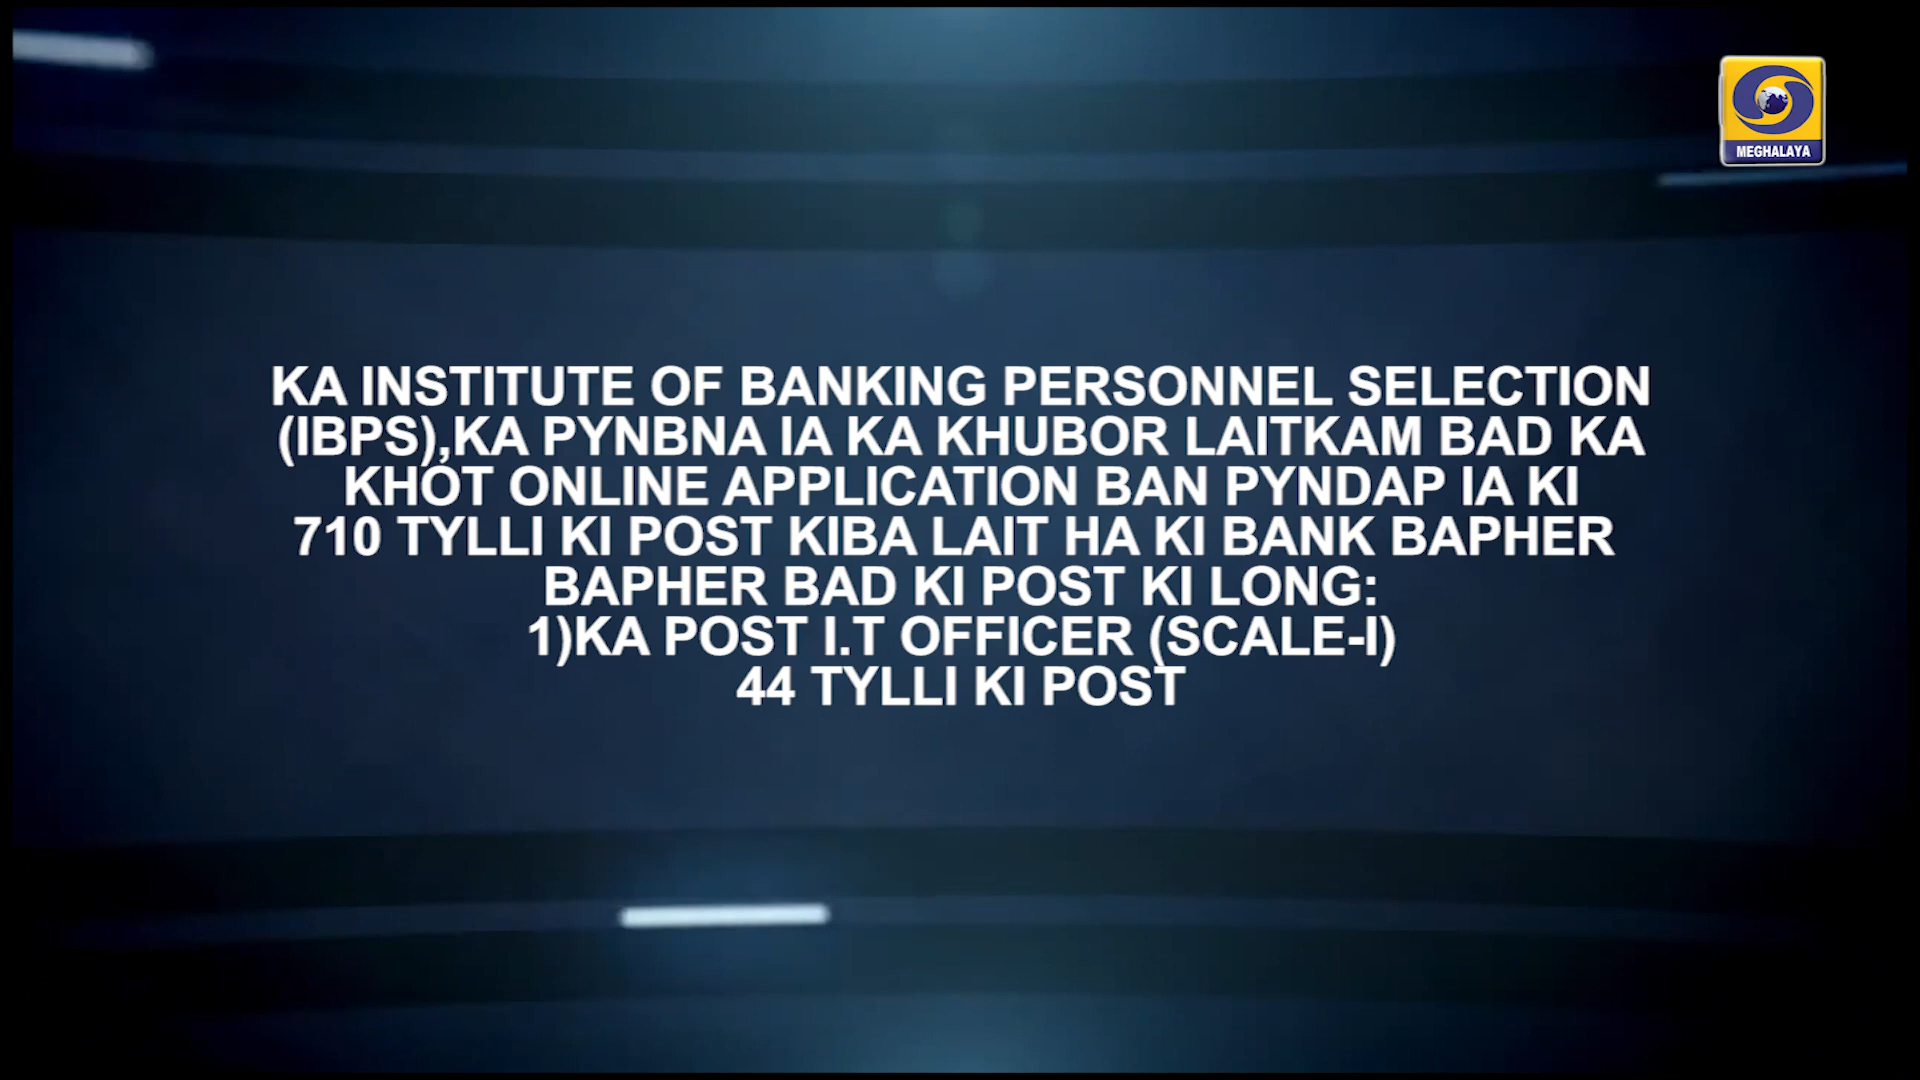 MEGHALAYA
KA INSTITUTE OF BANKING PERSONNEL SELECTION
(IBPS),KA PYNBNA IA KA KHUBOR LAITKAM BAD KA
KHOT ONLINE APPLICATION BAN PYNDAP IA KI
710 TYLLI KI POST KIBA LAIT HA KI BANK BAPHER
BAPHER BAD KI POST KI LONG:
1)KA POST I.T OFFICER (SCALE-I)
44 TYLLI KI POST